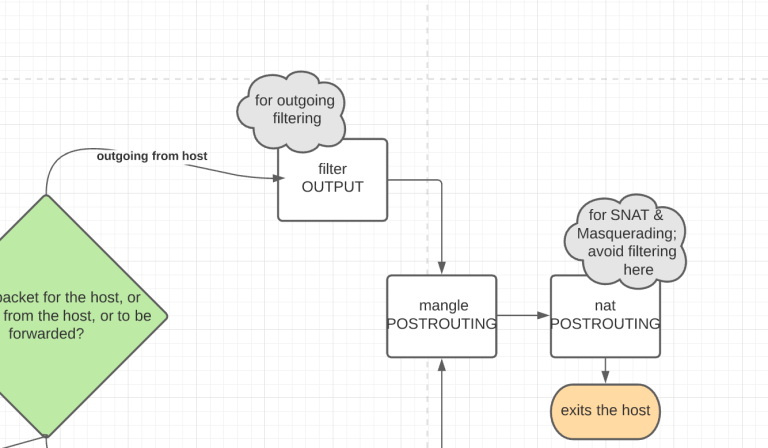 for outgoing
filtering
outgoing from host
filter
OUTPUT
for SNAT &
Masquerading;
avoid filtering
here
packet for the host, or
from the host, or to be
forwarded?
mangle
POSTROUTING
nat
POSTROUTING
exits the host